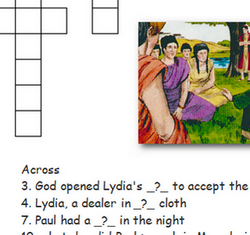 Across
3. God opened Lydia's _?_ to accept the
4. Lydia, a dealer in _?_ cloth
7. Paul had a _?_ in the night